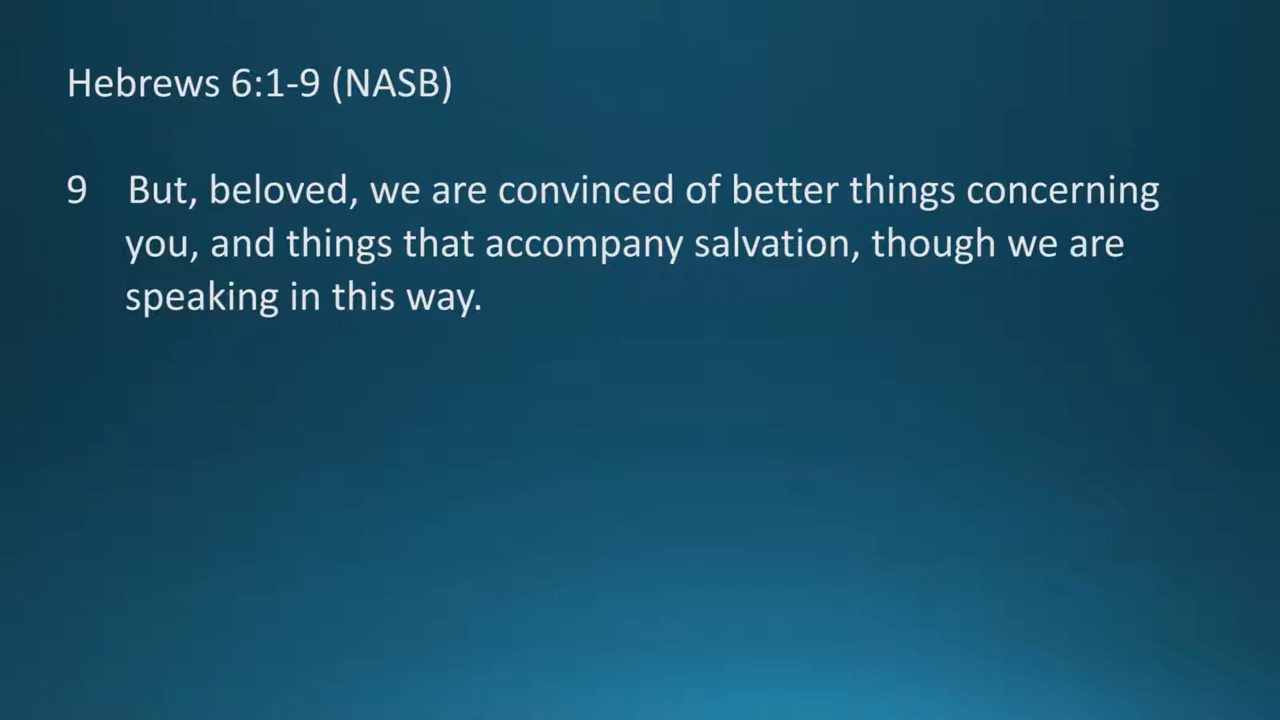 Hebrews 6:1-9 (NASB)
9 But, beloved, we are convinced of better things concerning
you, and things that accompany salvation, though we are
speaking in this way.